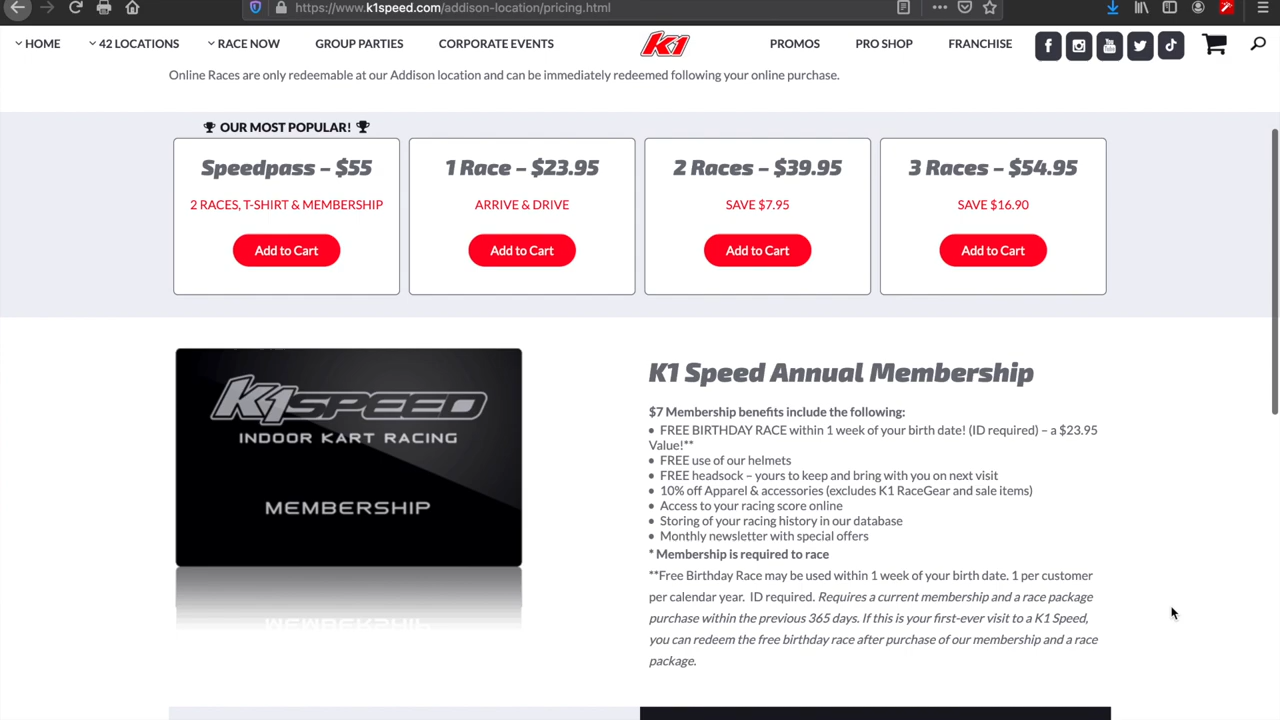 https://www.k1speed.com/addison-location/pricing.html
HOME 42 LOCATIONS RACE NOW GROUP PARTIES CORPORATE EVENTS K1 PROMOS PRO SHOP FRANCHISE
Online Races are only redeemable at our Addison location and can be immediately redeemed following your online purchase.
OUR MOST POPULAR!
Speedpass – $55
2 RACES, T-SHIRT & MEMBERSHIP
Add to Cart
1 Race – $23.95
ARRIVE & DRIVE
Add to Cart
2 Races – $39.95
SAVE $7.95
Add to Cart
3 Races – $54.95
SAVE $16.90
Add to Cart
K1SPEED
INDOOR KART RACING
MEMBERSHIP
K1 Speed Annual Membership
$7 Membership benefits include the following:
• FREE BIRTHDAY RACE within 1 week of your birth date! (ID required) – a $23.95
Value!**
• FREE use of our helmets
• FREE headsock – yours to keep and bring with you on next visit
• 10% off Apparel & accessories (excludes K1 RaceGear and sale items)
• Access to your racing score online
• Storing of your racing history in our database
• Monthly newsletter with special offers
* Membership is required to race
**Free Birthday Race may be used within 1 week of your birth date. 1 per customer
per calendar year. ID required. Requires a current membership and a race package
purchase within the previous 365 days. If this is your first-ever visit to a K1 Speed,
you can redeem the free birthday race after purchase of our membership and a race
package.